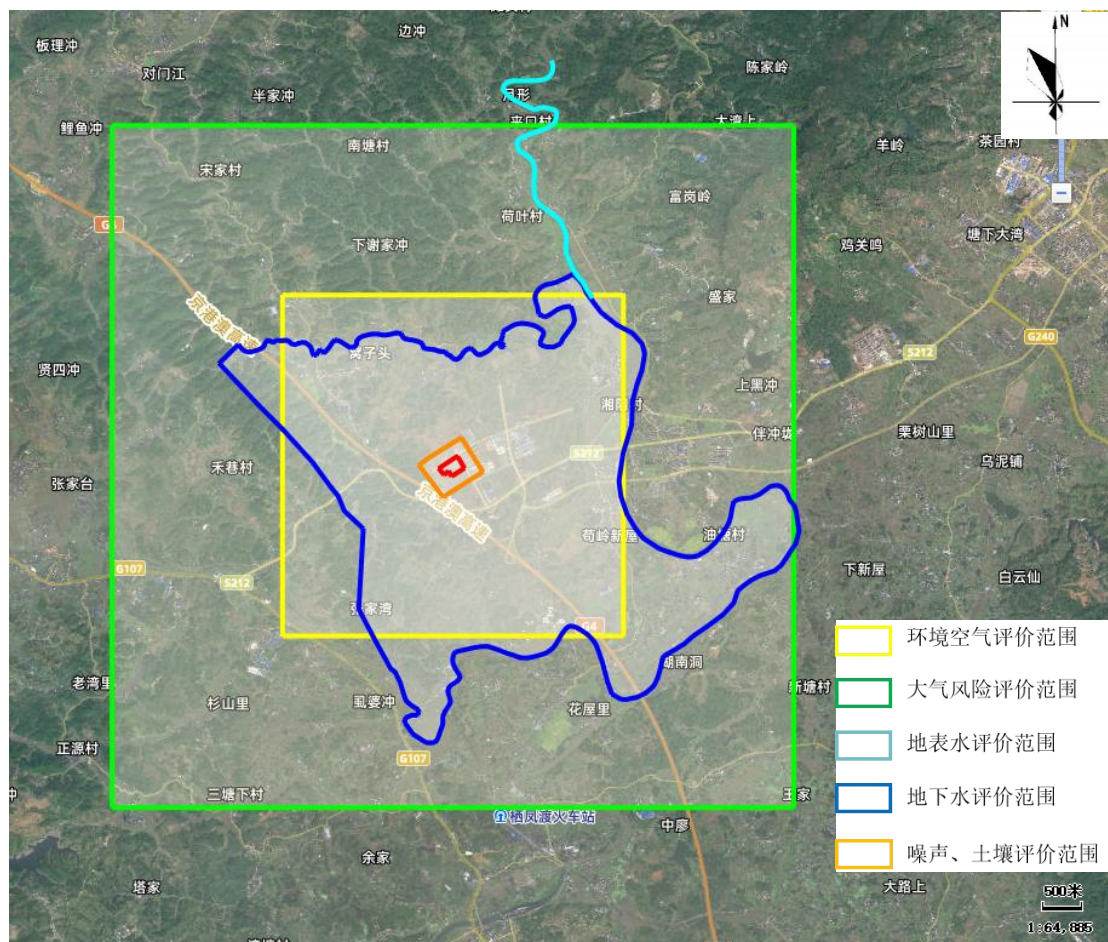 边冲
板理冲
对门江
陈家岭
N
半家冲
月形
来口村
大湾上
鲤鱼冲
南塘村
羊岭
茶园村
宋家村
富岗岭
荷叶村
下谢家冲
鸡关鸣
塘下大湾
盛家
京港澳高速
G240
S212
窝子头
贤四冲
上黑冲
湘阴村
伴冲垅
栗树山里
S212
乌泥铺
禾巷村
张家台
京港澳高速
苟岭新屋
油塘村
G107
下新屋
白云仙
S212
张家湾
G4
环境空气评价范围
湖南洞
老湾里
新塘村
大气风险评价范围
杉山里
虱婆冲
花屋里
正源村
地表水评价范围
G107
三塘下村
王家
地下水评价范围
栖凤渡火车站
中廖
余家
噪声、土壤评价范围
塔家
大路上
500米
1:64,885